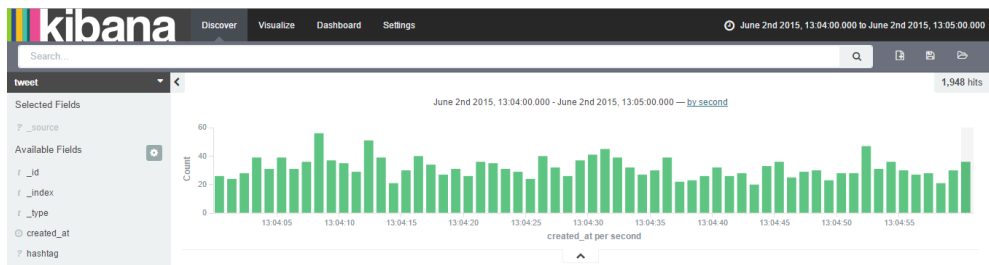 kibana Discover Visualize Dashboard Settings June 2nd 2015, 13:04:00.000 to June 2nd 2015, 13:05:00.000
Search...
tweet
1,948 hits
Selected Fields
June 2nd 2015, 13:04:00.000 - June 2nd 2015, 13:05:00.000 — by second
? _source
Available Fields
t _id
t _index
t _type
created_at
? hashtag
Count
60
40
20
0
13:04:05 13:04:10 13:04:15 13:04:20 13:04:25 13:04:30 13:04:35 13:04:40 13:04:45 13:04:50 13:04:55
created_at per second